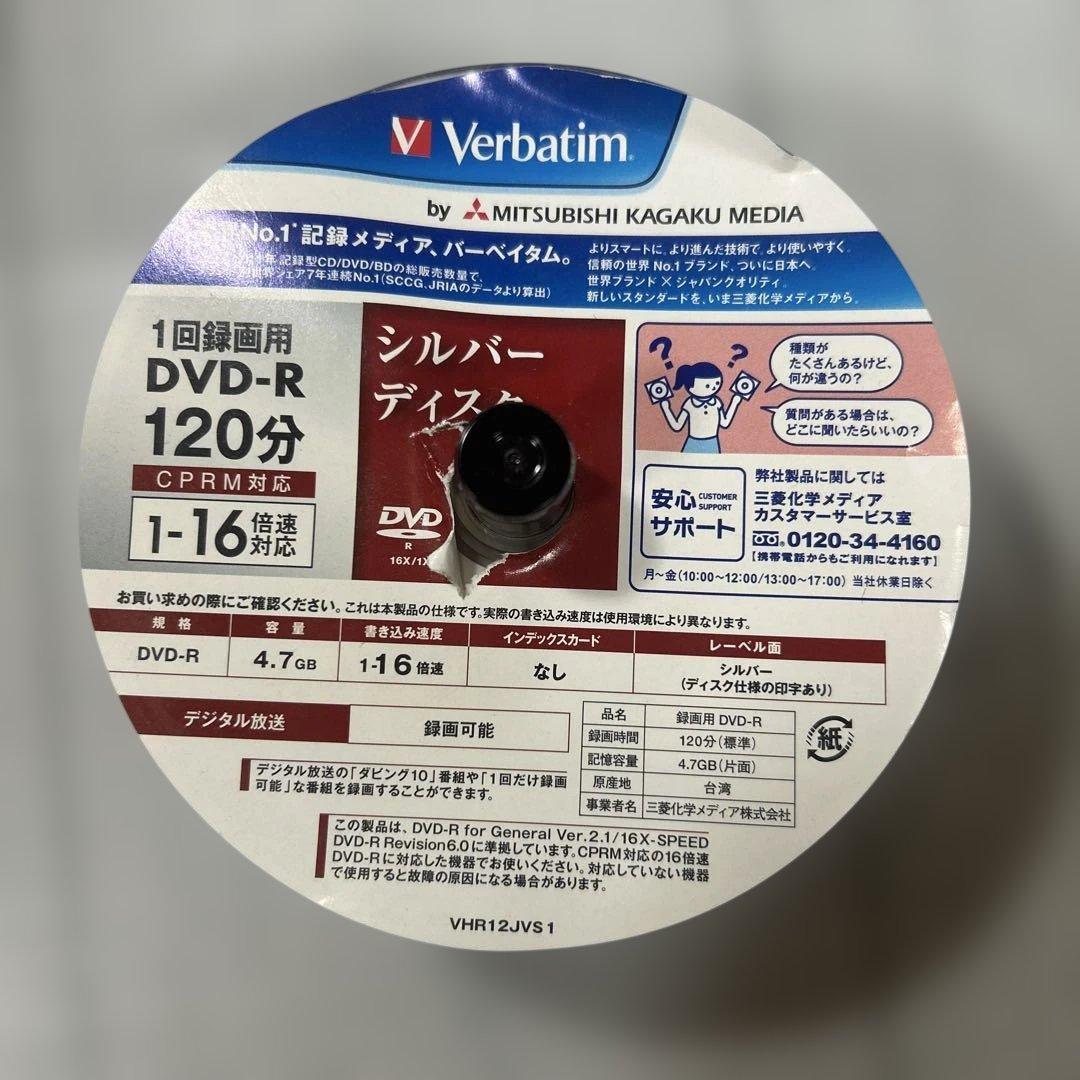 V Verbatim
by MITSUBISHI KAGAKU MEDIA
No.1 記録メディア、バーベイタム。
記録型CD/DVD/BDの総販売数量で、
シェア7年連続No.1(SCCG、JRIAのデータより算出)
よりスマートに。より進んだ技術で。より使いやすく。
信頼の世界No.1ブランド、ついに日本へ。
世界ブランド×ジャパンクオリティ。
新しいスタンダードを、いま三菱化学メディアから。
1回録画用
DVD-R
120分
CPRM対応
1-16倍速対応
シルバー
ディスク
DVD
R
16X/1X
種類が
たくさんあるけど、
何が違うの?
質問がある場合は、
どこに聞いたらいいの?
安心 CUSTOMER SUPPORT
サポート
弊社製品に関しては
三菱化学メディア
カスタマーサービス室
0120-34-4160
【携帯電話からもご利用になれます】
月~金(10:00~12:00/13:00~17:00) 当社休業日除く
お買い求めの際にご確認ください。これは本製品の仕様です。実際の書き込み速度は使用環境により異なります。
規格 容量 書き込み速度 インデックスカード レーベル面
DVD-R 4.7GB 1-16倍速 なし シルバー
(ディスク仕様の印字あり)
デジタル放送 録画可能
デジタル放送の「ダビング10」番組や「1回だけ録画
可能」な番組を録画することができます。
品名 録画用DVD-R
録画時間 120分(標準)
記憶容量 4.7GB(片面)
原産地 台湾
事業者名 三菱化学メディア株式会社
紙
この製品は、DVD-R for General Ver.2.1/16X-SPEED
DVD-R Revision6.0に準拠しています。CPRM対応の16倍速
DVD-Rに対応した機器でお使いください。対応していない機器
で使用すると故障の原因になる場合があります。
VHR12JVS1